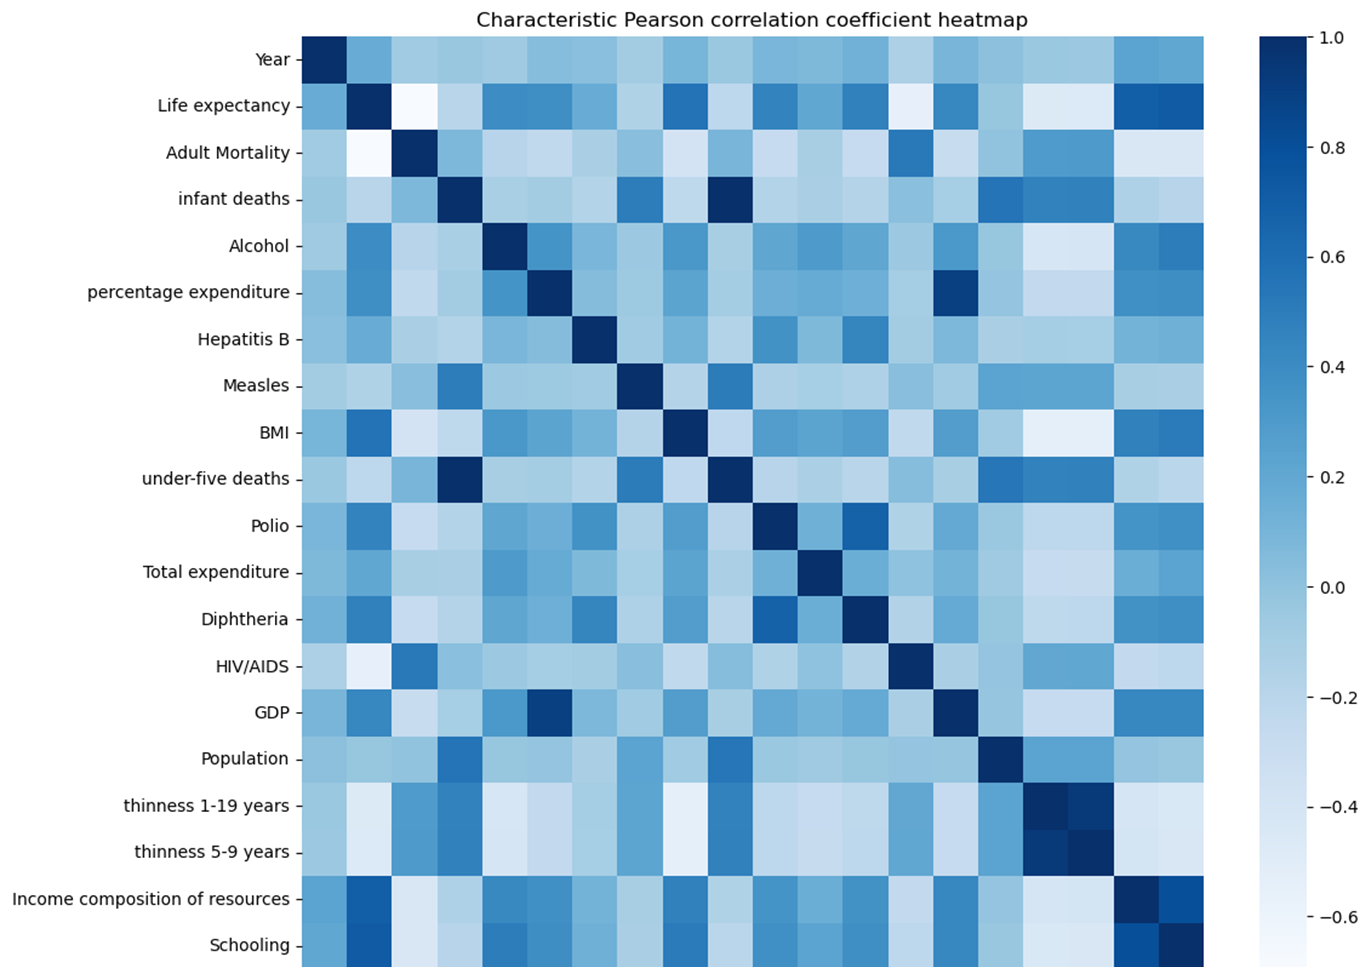 Characteristic Pearson correlation coefficient heatmap
Year
Life expectancy
Adult Mortality
infant deaths
Alcohol
percentage expenditure
Hepatitis B
Measles
BMI
under-five deaths
Polio
Total expenditure
Diphtheria
HIV/AIDS
GDP
Population
thinness 1-19 years
thinness 5-9 years
Income composition of resources
Schooling
1.0
0.8
0.6
0.4
0.2
0.0
−0.2
−0.4
−0.6